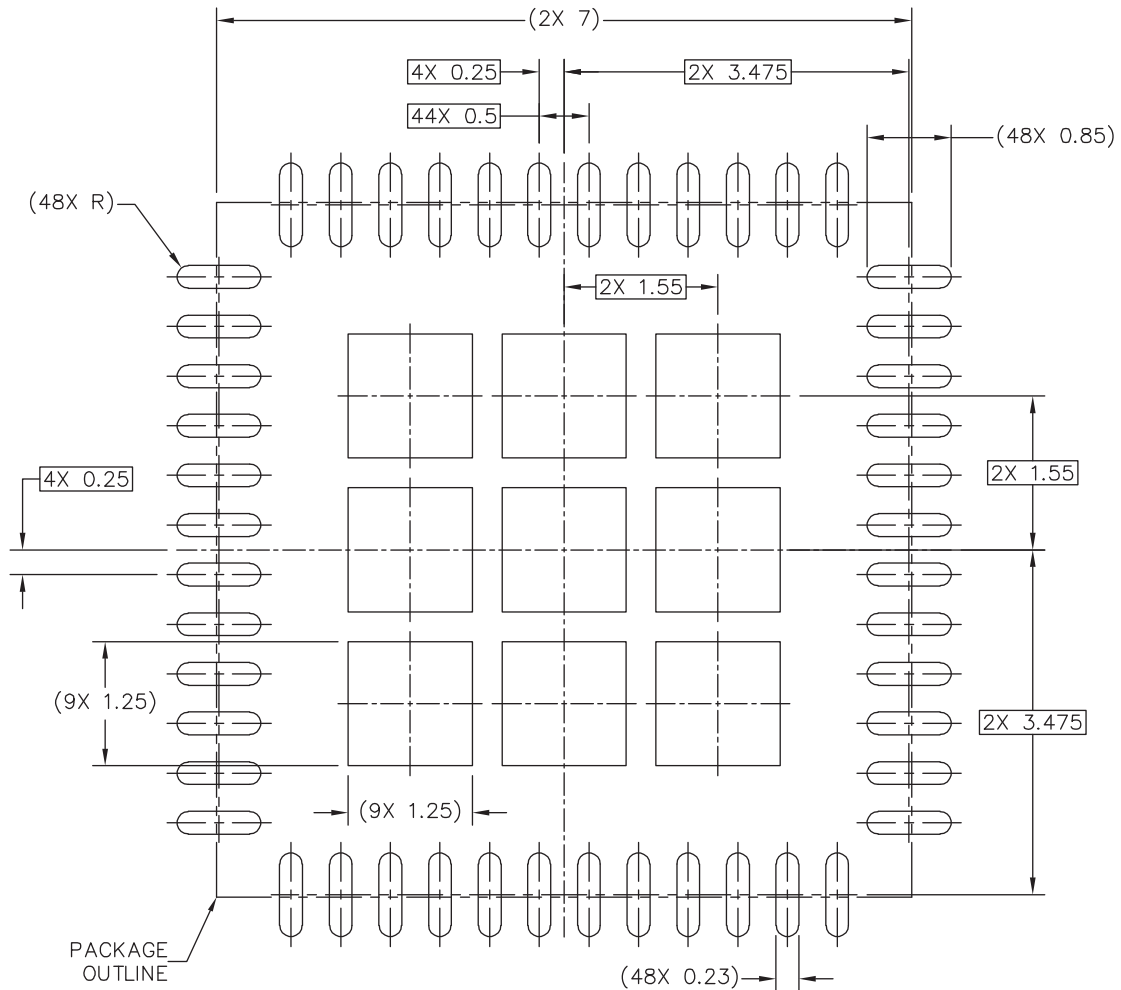 (2X 7)
4X 0.25
2X 3.475
44X 0.5
(48X 0.85)
(48X R)
2X 1.55
2X 1.55
4X 0.25
(9X 1.25)
2X 3.475
(9X 1.25)
PACKAGE
OUTLINE
(48X 0.23)